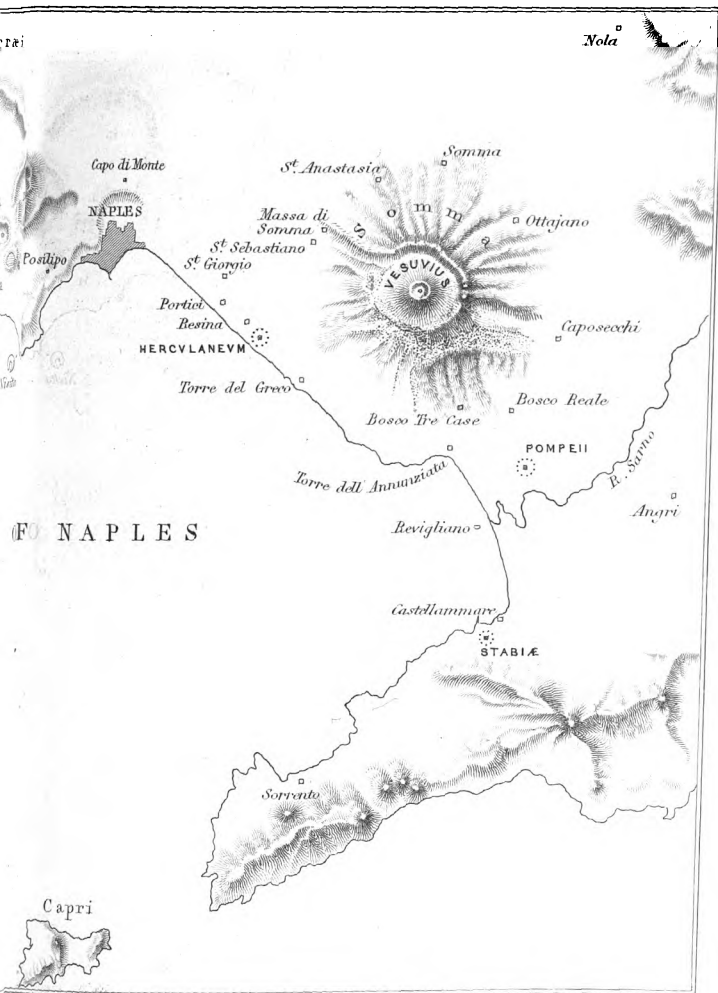 Nola
Capo di Monte
Somma
St. Anastasia
NAPLES
Massa di
Somma
Somma
Ottajano
St. Sebastiano
Posilipo
St. Giorgio
VESUVIUS
Portici
Resina
HERCVLANEVM
Caposecchi
Torre del Greco
Bosco Reale
Bosco Tre Case
POMPEII
Torre dell' Annunziata
R. Sarno
Angri
F NAPLES
Revigliano
Castellammare
STABIÆ
Sorrento
Capri